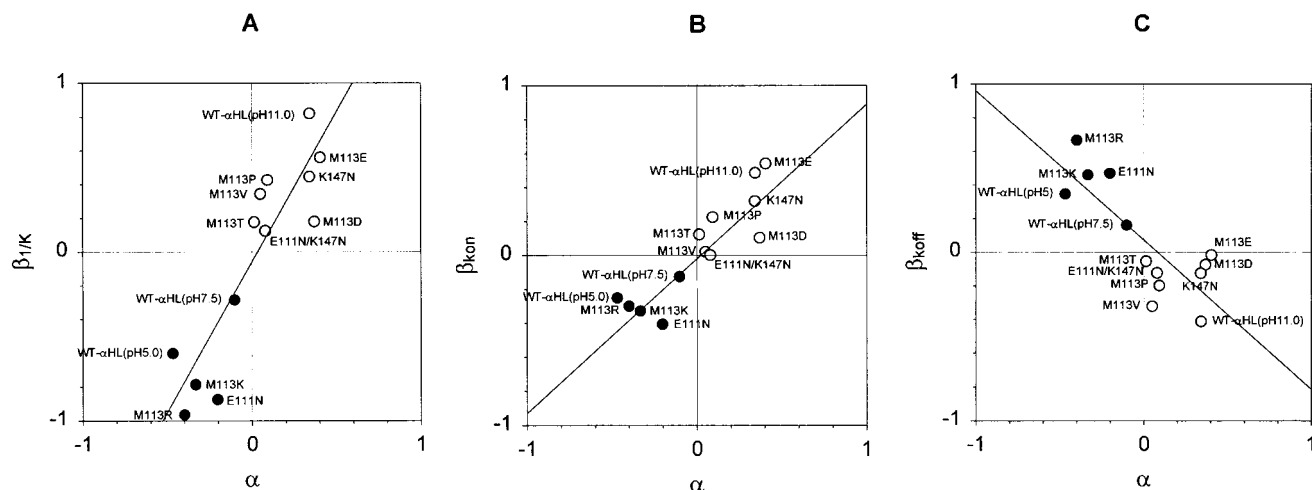 A
1
WT-αHL(pH11.0)
M113E
M113P
K147N
M113V
M113T
M113D
E111N/K147N
0
WT-αHL(pH7.5)
WT-αHL(pH5.0)
M113K
E111N
M113R
-1
-1 0 1
β1/K
α
B
1
M113E
WT-αHL(pH11.0)
K147N
M113P
M113T
M113D
M113V
0
E111N/K147N
WT-αHL(pH7.5)
WT-αHL(pH5.0)
M113R
M113K
E111N
-1
-1 0 1
βkon
α
C
1
M113R
M113K
E111N
WT-αHL(pH5)
WT-αHL(pH7.5)
0
M113E
M113T
M113D
E111N/K147N
M113P
K147N
M113V
WT-αHL(pH11.0)
-1
-1 0 1
βkoff
α